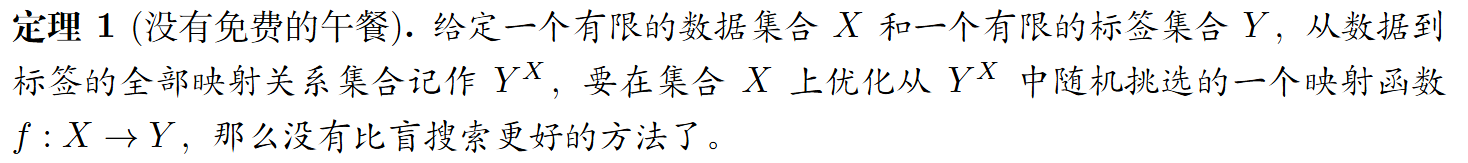 定理 1 (没有免费的午餐). 给定一个有限的数据集合 X 和一个有限的标签集合 Y，从数据到
标签的全部映射关系集合记作 Y^X，要在集合 X 上优化从 Y^X 中随机挑选的一个映射函数
f : X → Y，那么没有比盲搜索更好的方法了。